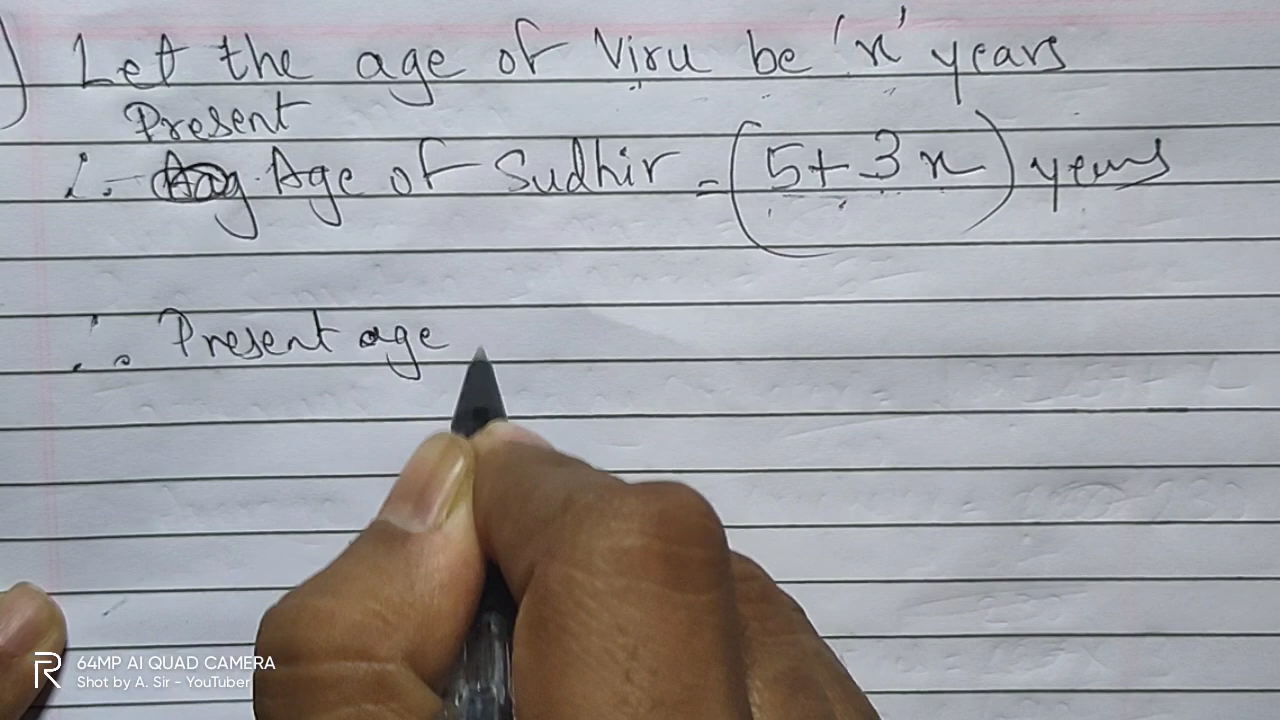 ) Let the age of Viru be 'x' years
Present
∴ Age of Sudhir = (5+3x) years
∴ Present age
64MP AI QUAD CAMERA
Shot by A. Sir - YouTuber